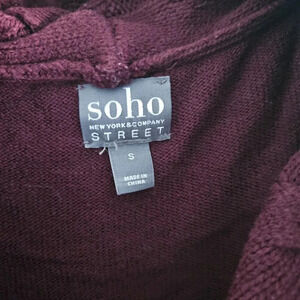 soho
NEW YORK & COMPANY
STREET
S
MADE IN
CHINA